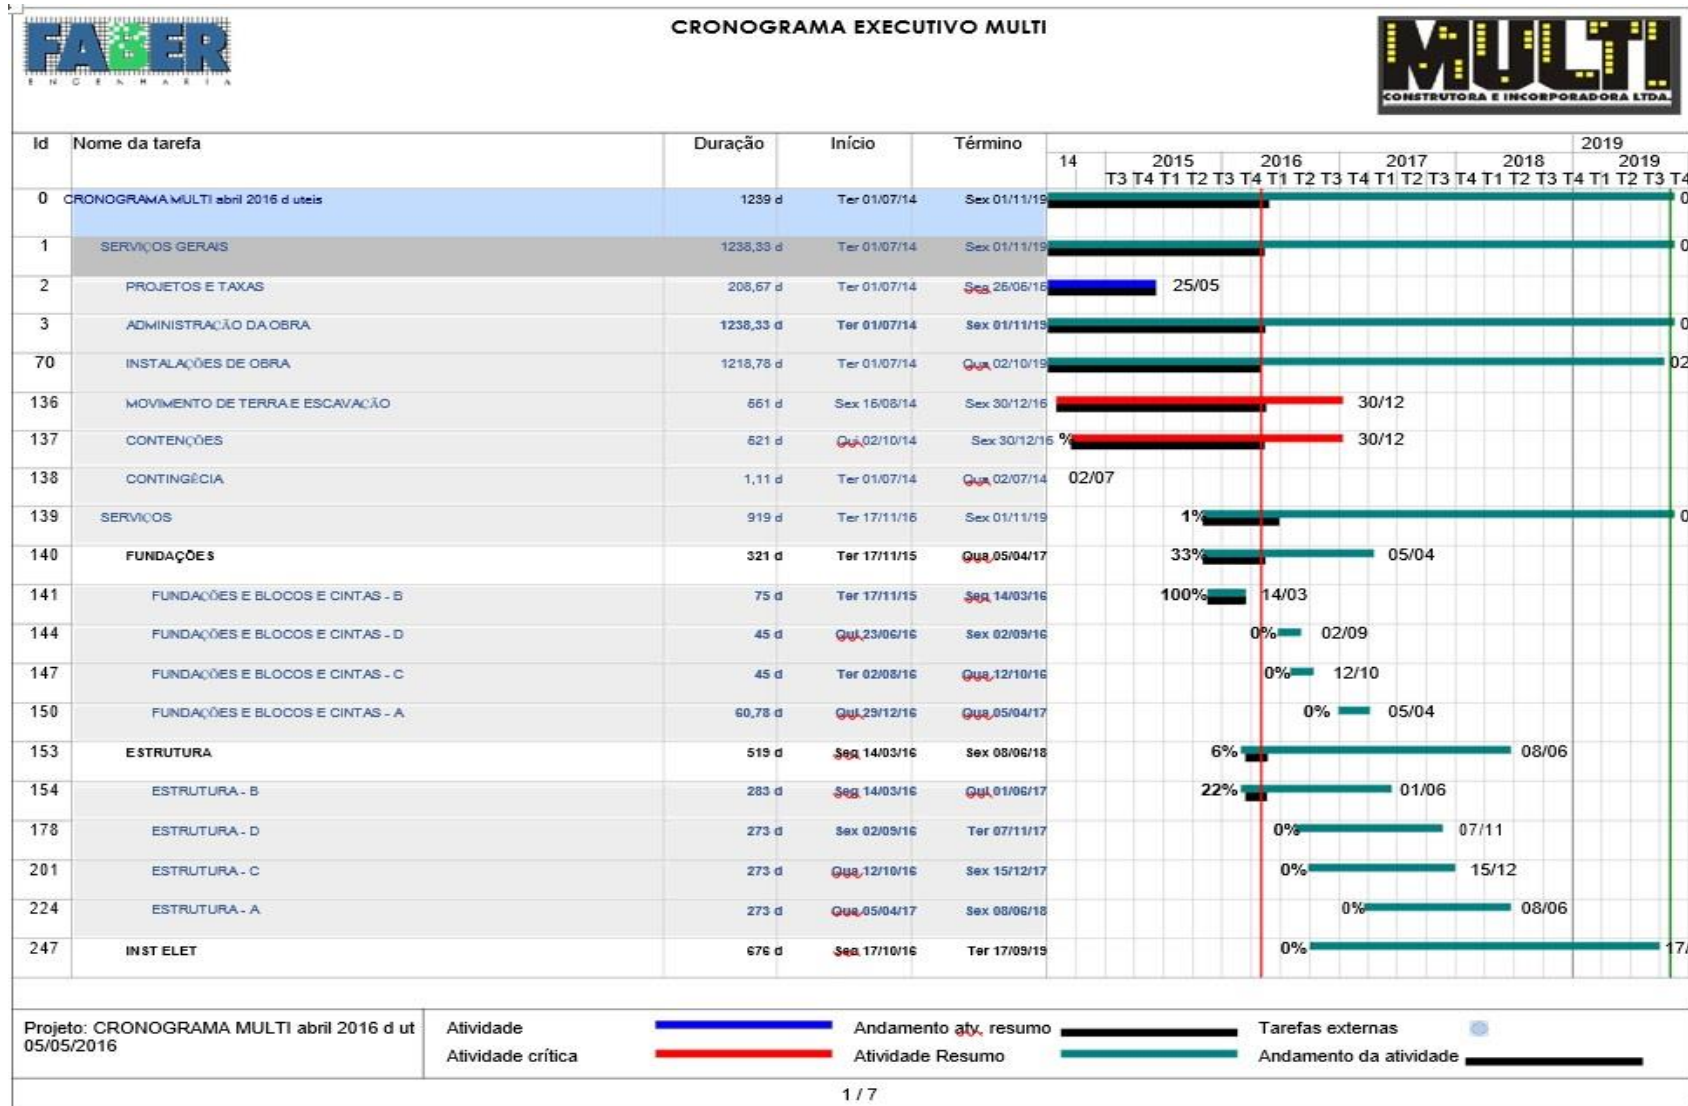 FABER
ENGENHARIA
CRONOGRAMA EXECUTIVO MULTI
MULTI
CONSTRUTORA E INCORPORADORA LTDA.
Id Nome da tarefa Duração Início Término
2019
14 2015 2016 2017 2018 2019
T3 T4 T1 T2 T3 T4 T1 T2 T3 T4 T1 T2 T3 T4 T1 T2 T3 T4 T1 T2 T3 T4
0 CRONOGRAMA MULTI abril 2016 d uteis 1239 d Ter 01/07/14 Sex 01/11/19 0
1 SERVIÇOS GERAIS 1238,33 d Ter 01/07/14 Sex 01/11/19 0
2 PROJETOS E TAXAS 208,67 d Ter 01/07/14 25/05
3 ADMINISTRAÇÃO DA OBRA 1238,33 d Ter 01/07/14 Sex 01/11/19 0
70 INSTALAÇÕES DE OBRA 1218,78 d Ter 01/07/14 Qua 02/10/19 02
136 MOVIMENTO DE TERRA E ESCAVAÇÃO 561 d Sex 15/08/14 Sex 30/12/16 30/12
137 CONTENÇÕES 521 d Qui 02/10/14 Sex 30/12/16 % 30/12
138 CONTINGÊCIA 1,11 d Ter 01/07/14 Qua 02/07/14 02/07
139 SERVIÇOS 919 d Ter 17/11/15 Sex 01/11/19 1% 0
140 FUNDAÇÕES 321 d Ter 17/11/15 Qua 05/04/17 33% 05/04
141 FUNDAÇÕES E BLOCOS E CINTAS - B 75 d Ter 17/11/15 Seg 14/03/16 100% 14/03
144 FUNDAÇÕES E BLOCOS E CINTAS - D 45 d Qui 23/06/16 Sex 02/09/16 0% 02/09
147 FUNDAÇÕES E BLOCOS E CINTAS - C 45 d Ter 02/08/16 Qua 12/10/16 0% 12/10
150 FUNDAÇÕES E BLOCOS E CINTAS - A 60,78 d Qui 29/12/16 Qua 05/04/17 0% 05/04
153 ESTRUTURA 519 d Seg 14/03/16 Sex 08/06/18 6% 08/06
154 ESTRUTURA - B 283 d Seg 14/03/16 Qui 01/06/17 22% 01/06
178 ESTRUTURA - D 273 d Sex 02/09/16 Ter 07/11/17 0% 07/11
201 ESTRUTURA - C 273 d Qua 12/10/16 Sex 15/12/17 0% 15/12
224 ESTRUTURA - A 273 d Qua 05/04/17 Sex 08/06/18 0% 08/06
247 INST ELET 676 d Seg 17/10/16 Ter 17/09/19 0% 17/
Projeto: CRONOGRAMA MULTI abril 2016 d ut
05/05/2016
Atividade Andamento atv. resumo Tarefas externas
Atividade crítica Atividade Resumo Andamento da atividade
1 / 7